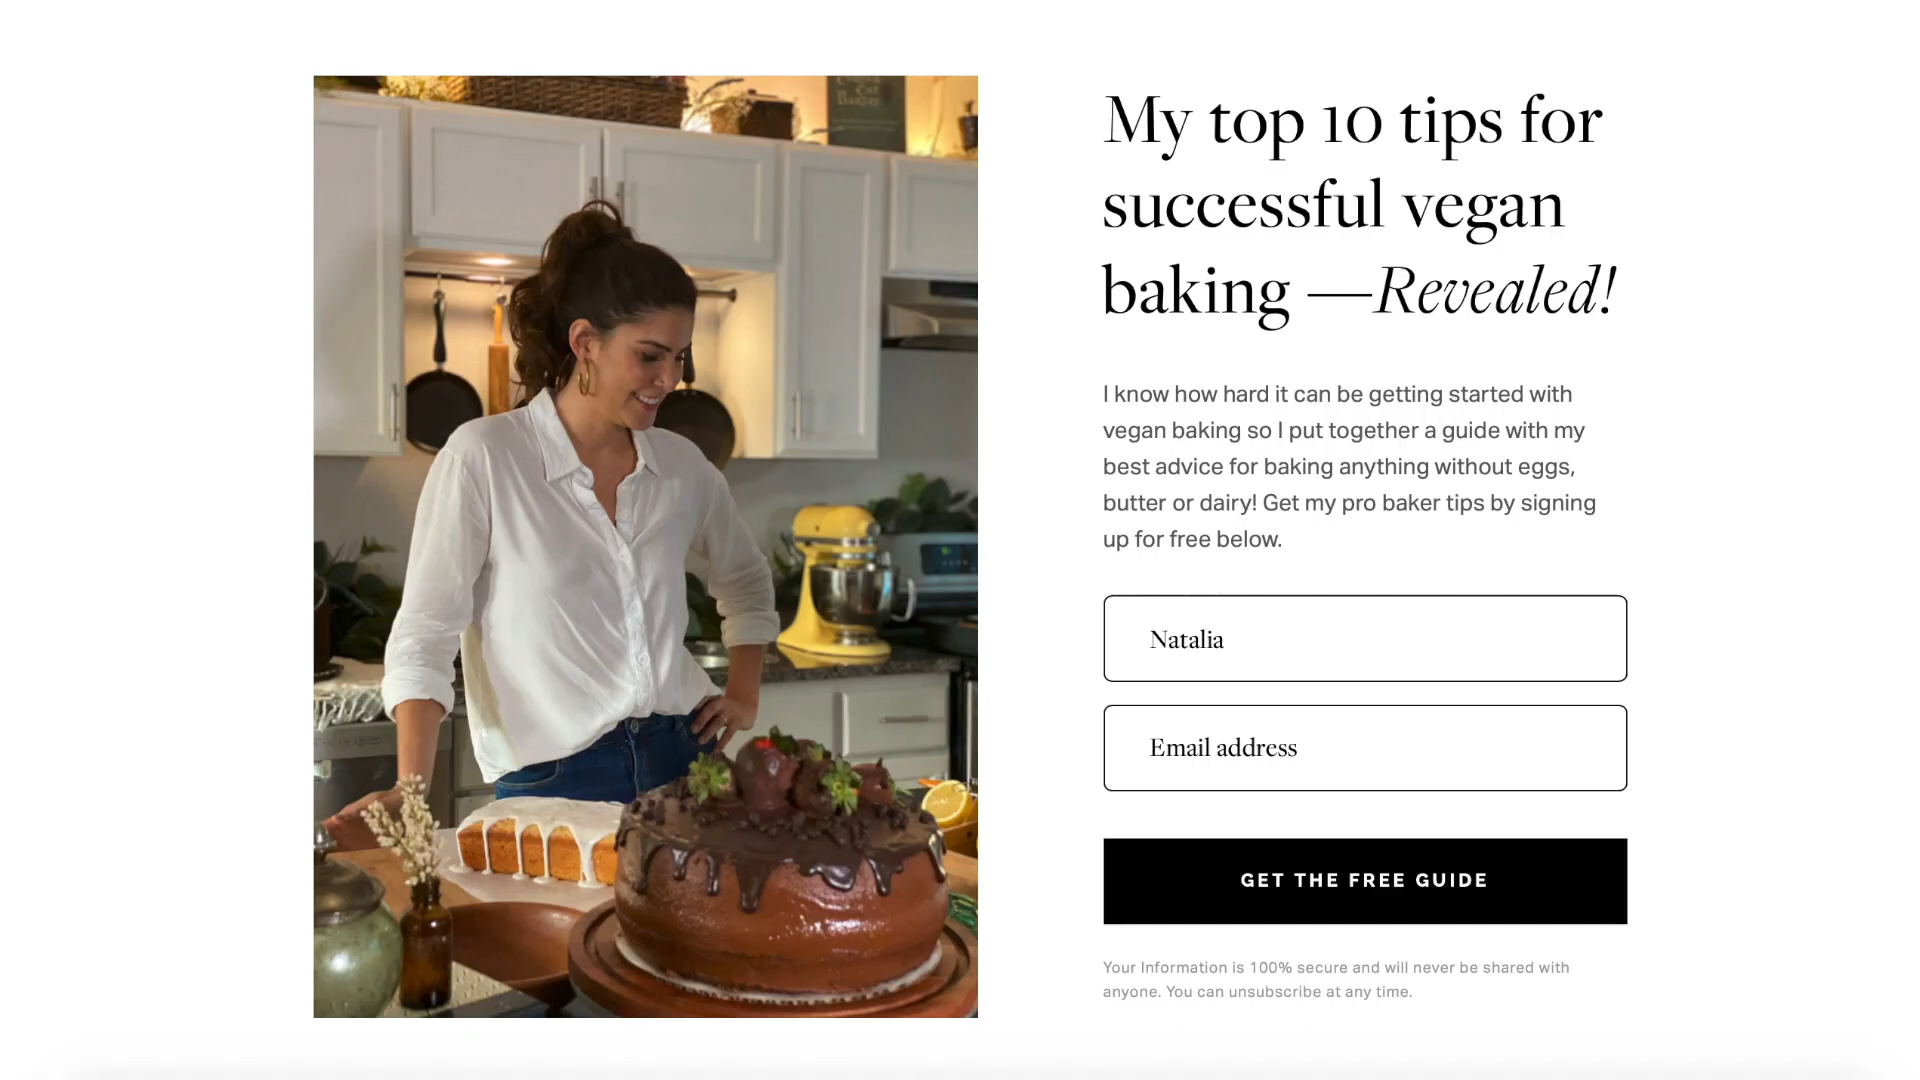 My top 10 tips for
successful vegan
baking —Revealed!
I know how hard it can be getting started with
vegan baking so I put together a guide with my
best advice for baking anything without eggs,
butter or dairy! Get my pro baker tips by signing
up for free below.
Natalia
Email address
GET THE FREE GUIDE
Your Information is 100% secure and will never be shared with
anyone. You can unsubscribe at any time.